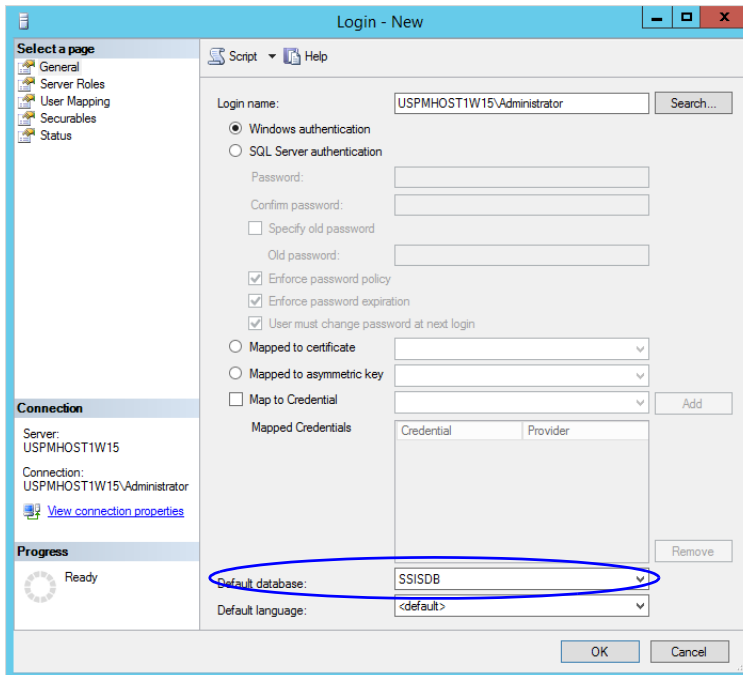 Login - New
Select a page
General
Server Roles
User Mapping
Securables
Status
Script
Help
Login name:
USPMHOST1W15\Administrator
Search...
Windows authentication
SQL Server authentication
Password:
Confirm password:
Specify old password
Old password:
Enforce password policy
Enforce password expiration
User must change password at next login
Mapped to certificate
Mapped to asymmetric key
Map to Credential
Add
Mapped Credentials
Credential
Provider
Remove
Default database:
SSISDB
Default language:
<default>
Connection
Server:
USPMHOST1W15
Connection:
USPMHOST1W15\Administrator
View connection properties
Progress
Ready
OK
Cancel